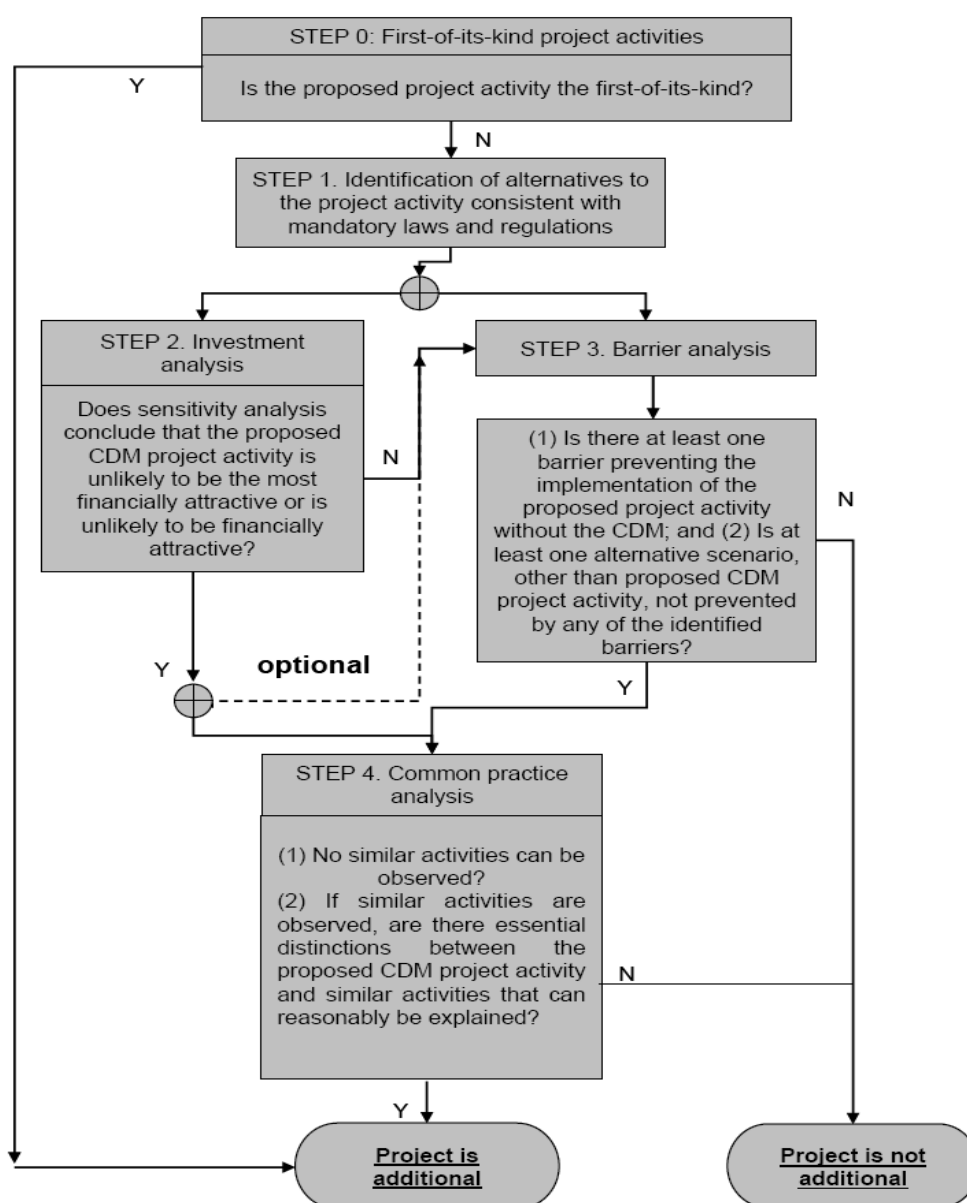 STEP 0: First-of-its-kind project activities
Y
Is the proposed project activity the first-of-its-kind?
N
STEP 1. Identification of alternatives to
the project activity consistent with
mandatory laws and regulations
STEP 2. Investment
analysis
Does sensitivity analysis
conclude that the proposed
CDM project activity is
unlikely to be the most
financially attractive or is
unlikely to be financially
attractive?
N
Y
optional
STEP 3. Barrier analysis
(1) Is there at least one
barrier preventing the
implementation of the
proposed project activity
without the CDM; and (2) Is at
least one alternative scenario,
other than proposed CDM
project activity, not prevented
by any of the identified
barriers?
N
Y
STEP 4. Common practice
analysis
(1) No similar activities can be
observed?
(2) If similar activities are
observed, are there essential
distinctions between the
proposed CDM project activity
and similar activities that can
reasonably be explained?
N
Y
Project is
additional
Project is not
additional